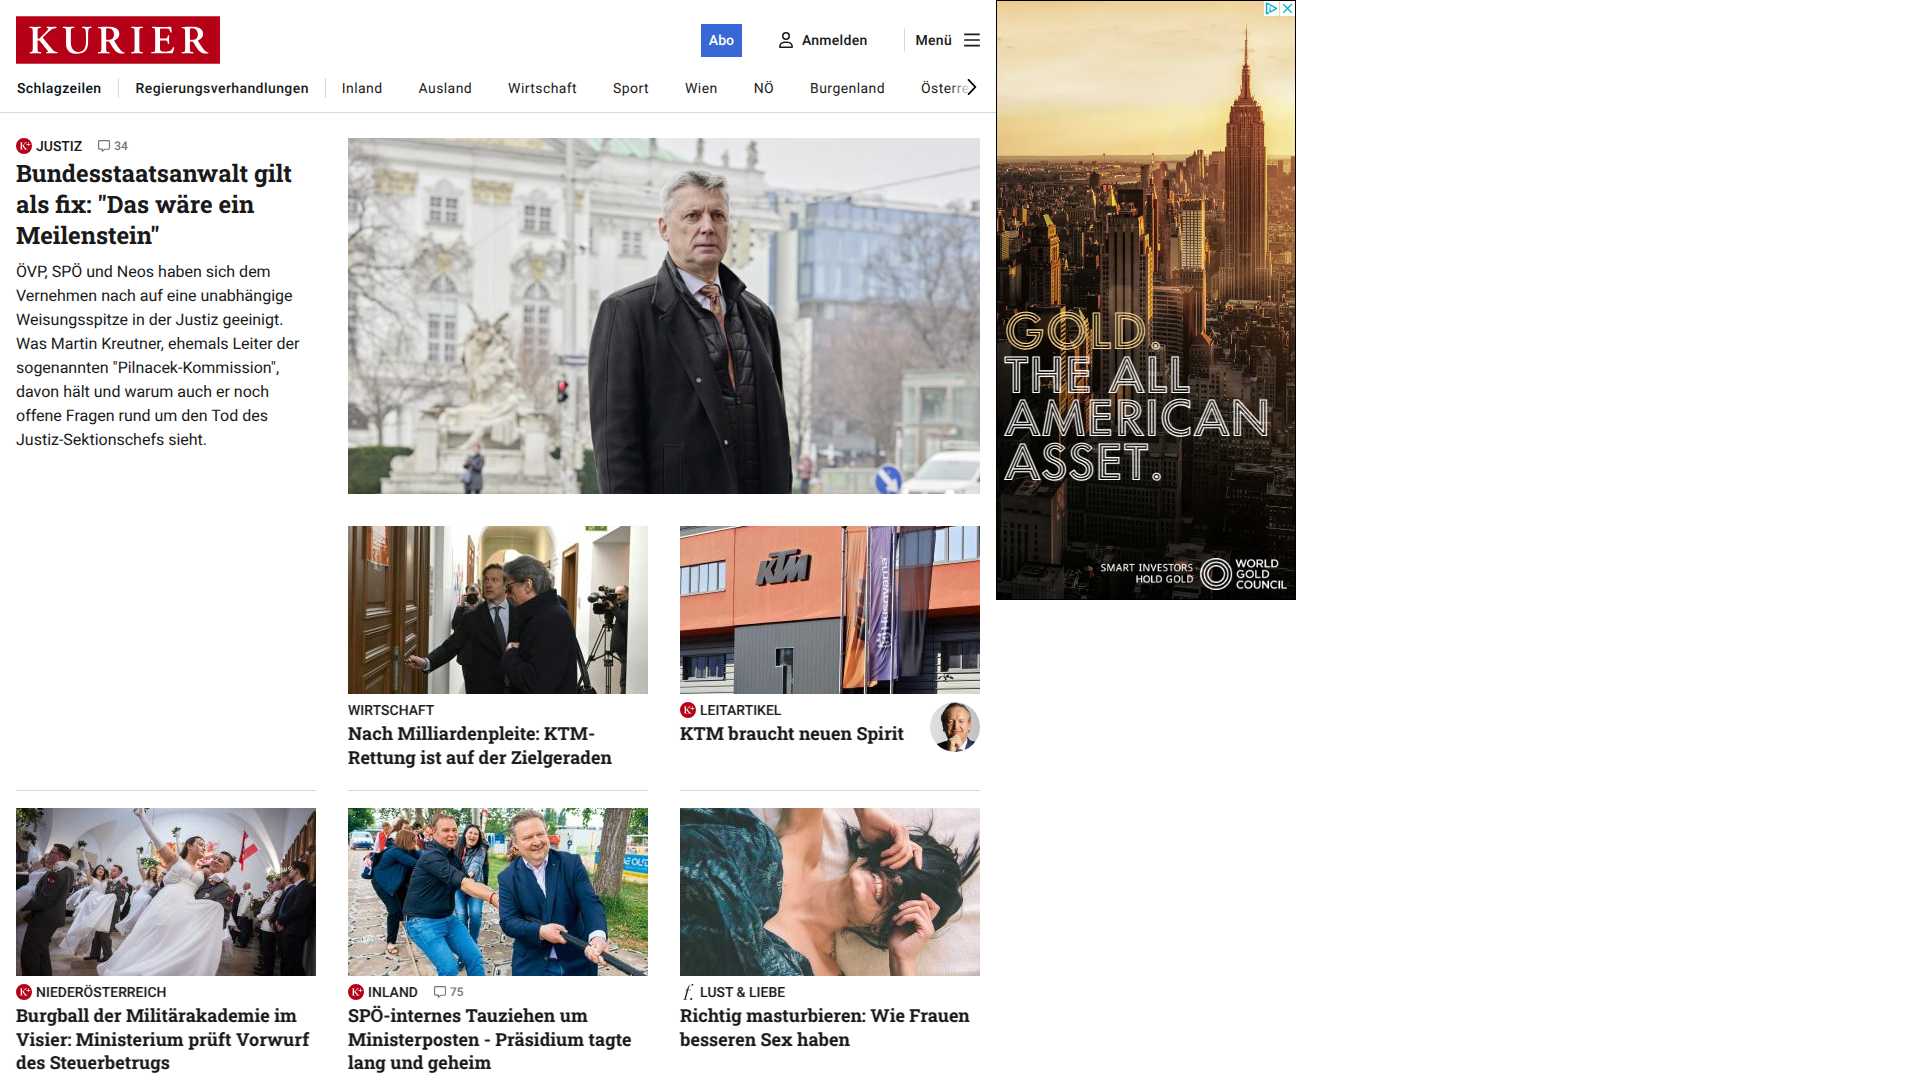 KURIER
Abo
Anmelden
Menü
Schlagzeilen
Regierungsverhandlungen
Inland
Ausland
Wirtschaft
Sport
Wien
NÖ
Burgenland
Österre
K+ JUSTIZ 34
Bundesstaatsanwalt gilt
als fix: "Das wäre ein
Meilenstein"
ÖVP, SPÖ und Neos haben sich dem
Vernehmen nach auf eine unabhängige
Weisungsspitze in der Justiz geeinigt.
Was Martin Kreutner, ehemals Leiter der
sogenannten "Pilnacek-Kommission",
davon hält und warum auch er noch
offene Fragen rund um den Tod des
Justiz-Sektionschefs sieht.
GOLD.
THE ALL
AMERICAN
ASSET.
SMART INVESTORS
HOLD GOLD
WORLD
GOLD
COUNCIL
KTM
Husqvarna
WIRTSCHAFT
Nach Milliardenpleite: KTM-
Rettung ist auf der Zielgeraden
K+ LEITARTIKEL
KTM braucht neuen Spirit
K+ NIEDERÖSTERREICH
Burgball der Militärakademie im
Visier: Ministerium prüft Vorwurf
des Steuerbetrugs
K+ INLAND 75
SPÖ-internes Tauziehen um
Ministerposten - Präsidium tagte
lang und geheim
f. LUST & LIEBE
Richtig masturbieren: Wie Frauen
besseren Sex haben